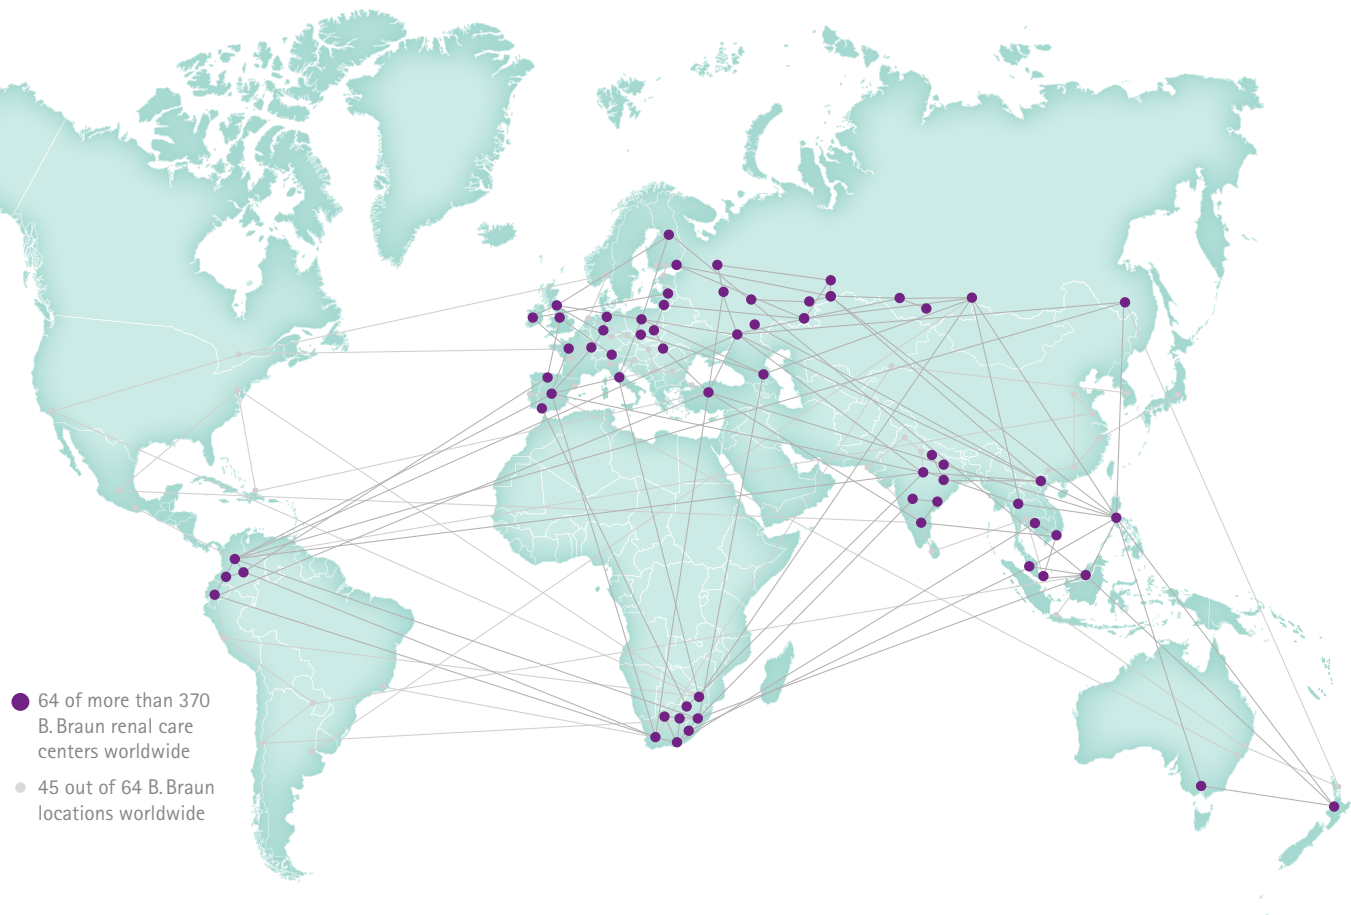 64 of more than 370
B. Braun renal care
centers worldwide
45 out of 64 B. Braun
locations worldwide